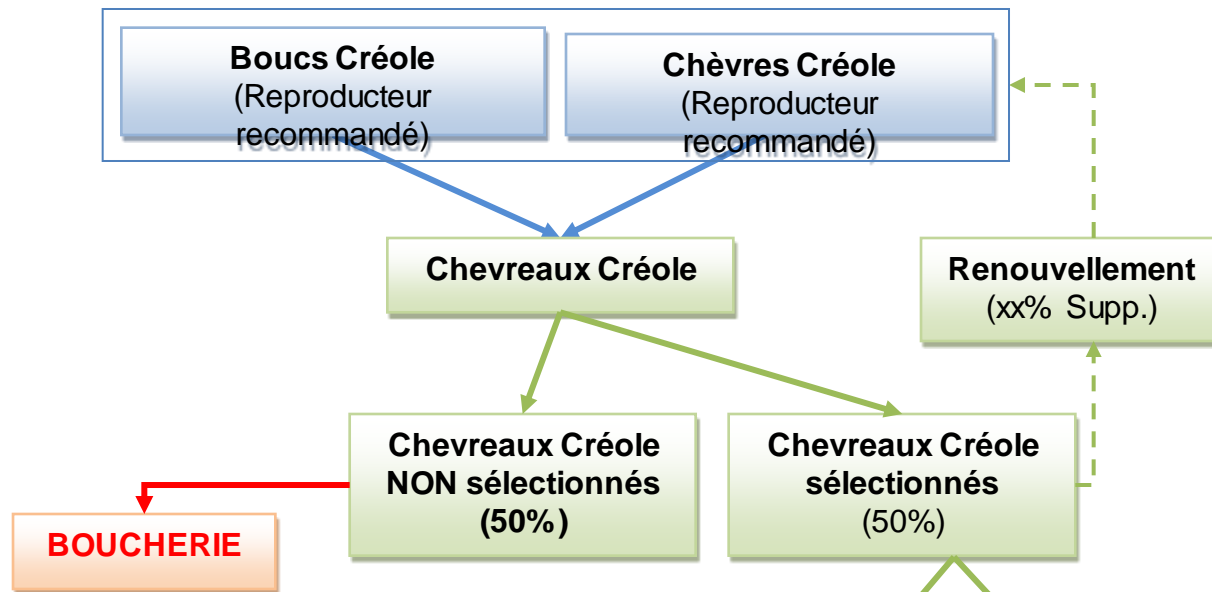 Boucs Créole
(Reproducteur
recommandé)
Chèvres Créole
(Reproducteur
recommandé)
Chevreaux Créole
Renouvellement
(xx% Supp.)
Chevreaux Créole
NON sélectionnés
(50%)
Chevreaux Créole
sélectionnés
(50%)
BOUCHERIE